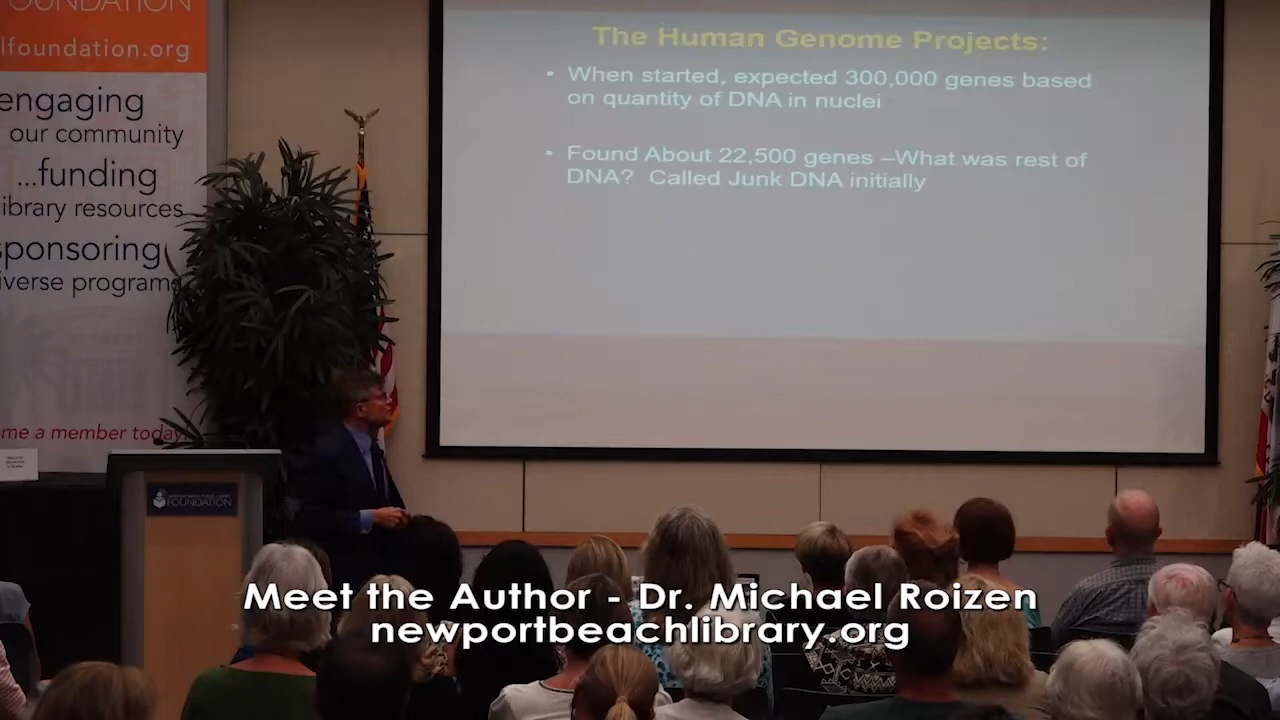 FOUNDATION
lfoundation.org
engaging
our community
...funding
library resources
sponsoring
iverse programs
me a member today
FOUNDATION
The Human Genome Projects:
• When started, expected 300,000 genes based
on quantity of DNA in nuclei
• Found About 22,500 genes –What was rest of
DNA? Called Junk DNA initially
Meet the Author - Dr. Michael Roizen
newportbeachlibrary.org